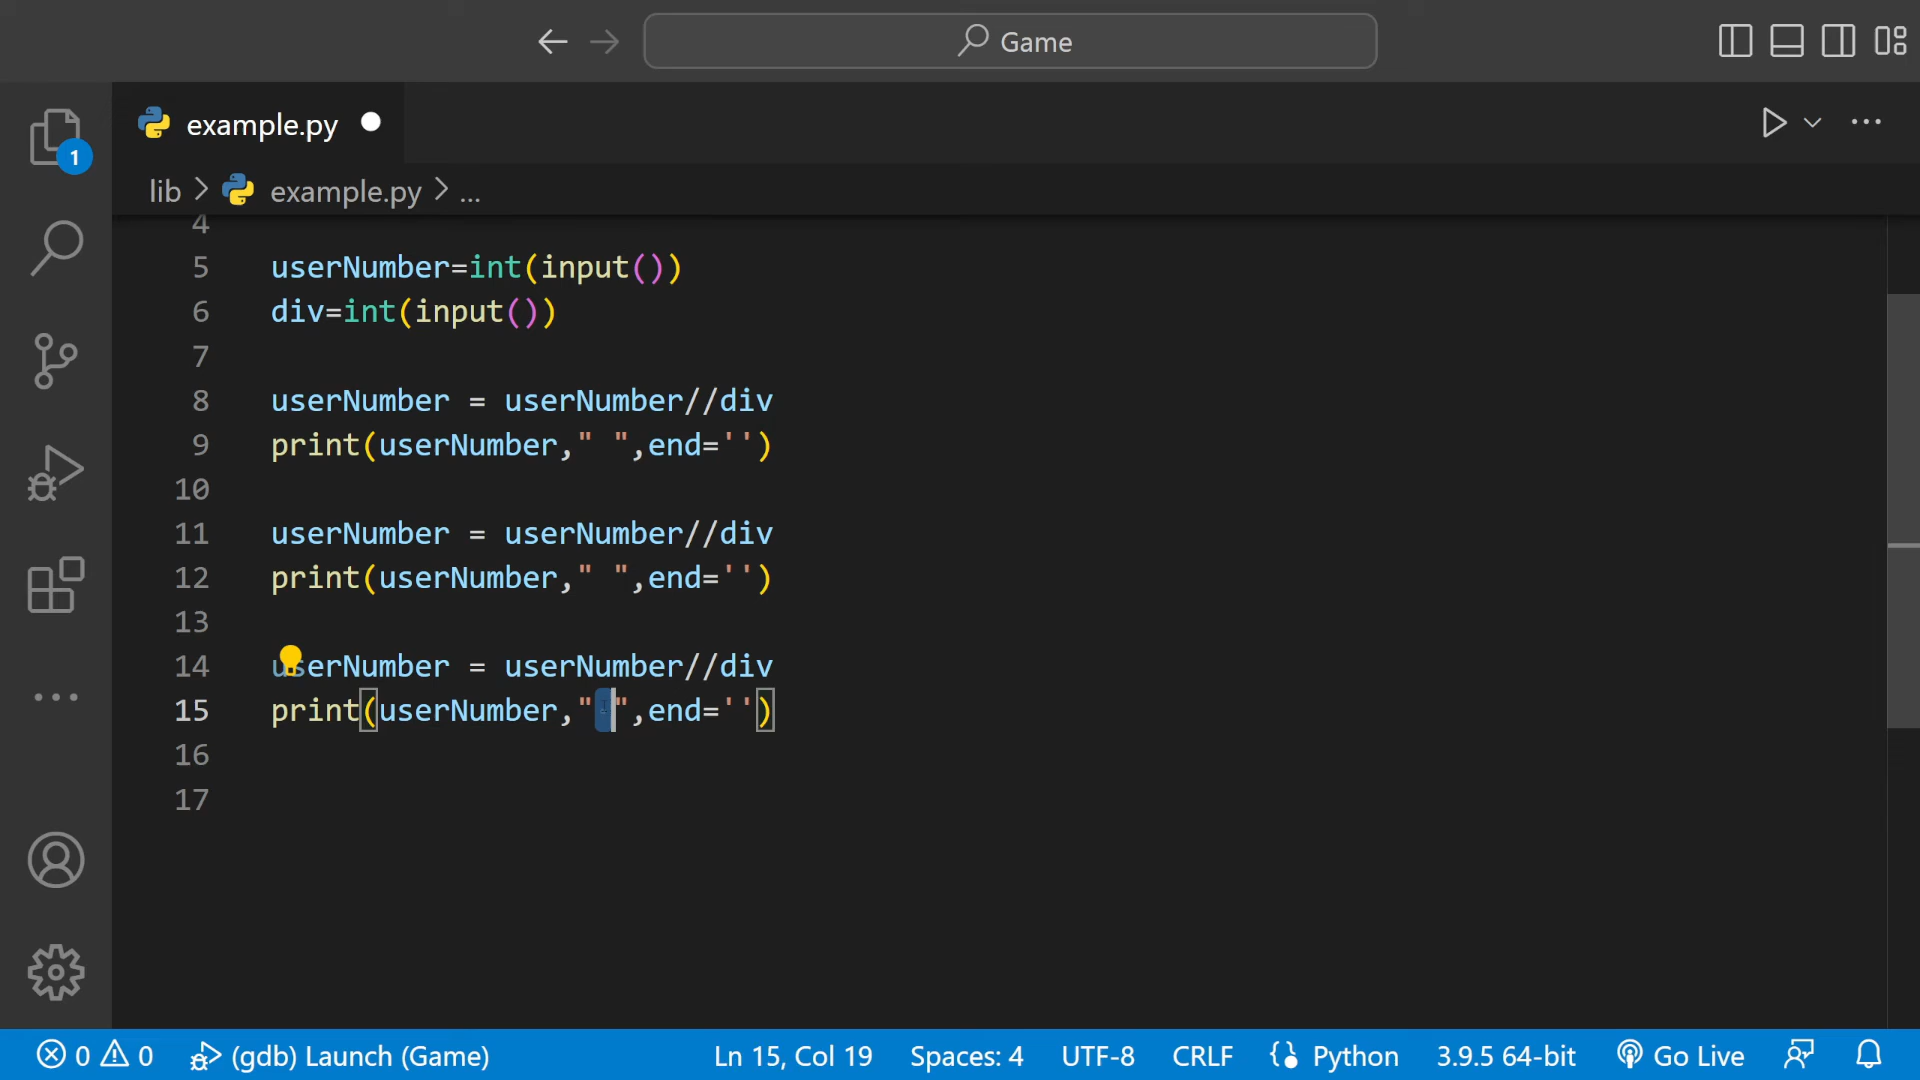 Game
example.py
1
lib > example.py > ...
4
5 userNumber=int(input())
6 div=int(input())
7
8 userNumber = userNumber//div
9 print(userNumber," ",end='')
10
11 userNumber = userNumber//div
12 print(userNumber," ",end='')
13
14 userNumber = userNumber//div
15 print(userNumber," ",end='')
16
17
0 0 (gdb) Launch (Game) Ln 15, Col 19 Spaces: 4 UTF-8 CRLF Python 3.9.5 64-bit Go Live